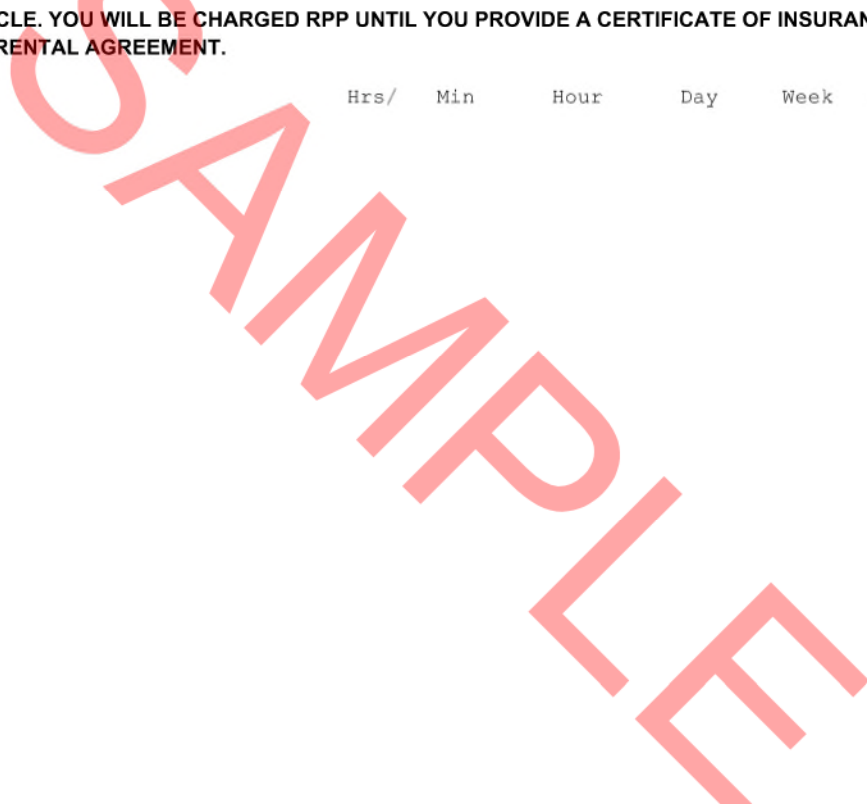 CLE. YOU WILL BE CHARGED RPP UNTIL YOU PROVIDE A CERTIFICATE OF INSURAN
RENTAL AGREEMENT.
Hrs/ Min Hour Day Week
SAMPLE